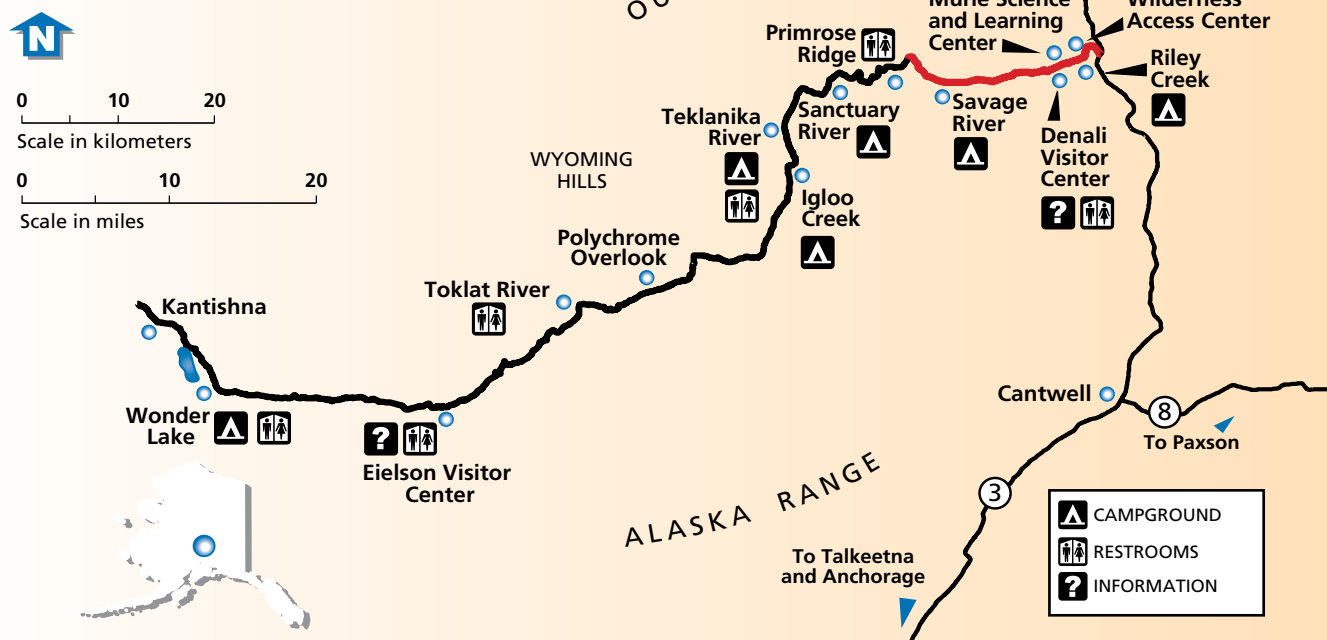 N
0 10 20
Scale in kilometers
0 10 20
Scale in miles
and Learning
Center
Access Center
Primrose
Ridge
Riley
Creek
Teklanika
River
Sanctuary
River
Savage
River
Denali
Visitor
Center
?
WYOMING
HILLS
Igloo
Creek
Polychrome
Overlook
Toklat River
Kantishna
Wonder
Lake
?
Eielson Visitor
Center
Cantwell
8
To Paxson
3
ALASKA RANGE
To Talkeetna
and Anchorage
CAMPGROUND
RESTROOMS
? INFORMATION